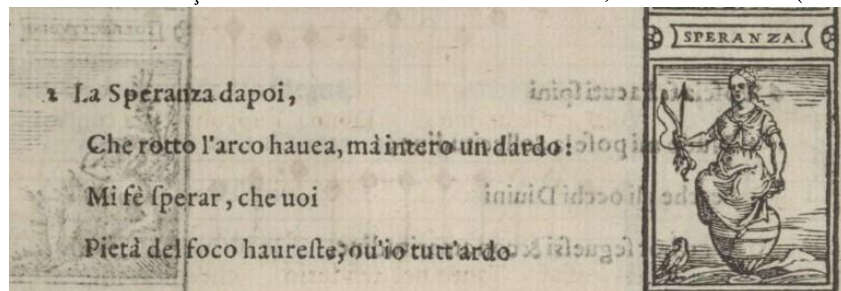 SPERANZA.
2 La Speranza dapoi,
Che rotto l'arco hauea, mà intero un dardo:
Mi fè ſperar, che uoi
Pietà del foco haureſte, ou'io tutt'ardo